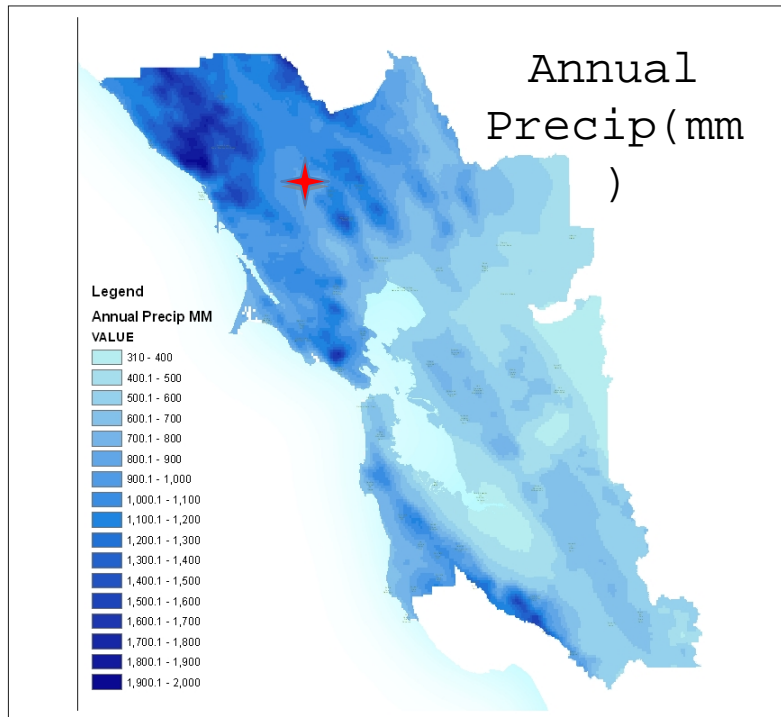 Annual
Precip(mm
)
Legend
Annual Precip MM
VALUE
310 - 400
400.1 - 500
500.1 - 600
600.1 - 700
700.1 - 800
800.1 - 900
900.1 - 1,000
1,000.1 - 1,100
1,100.1 - 1,200
1,200.1 - 1,300
1,300.1 - 1,400
1,400.1 - 1,500
1,500.1 - 1,600
1,600.1 - 1,700
1,700.1 - 1,800
1,800.1 - 1,900
1,900.1 - 2,000